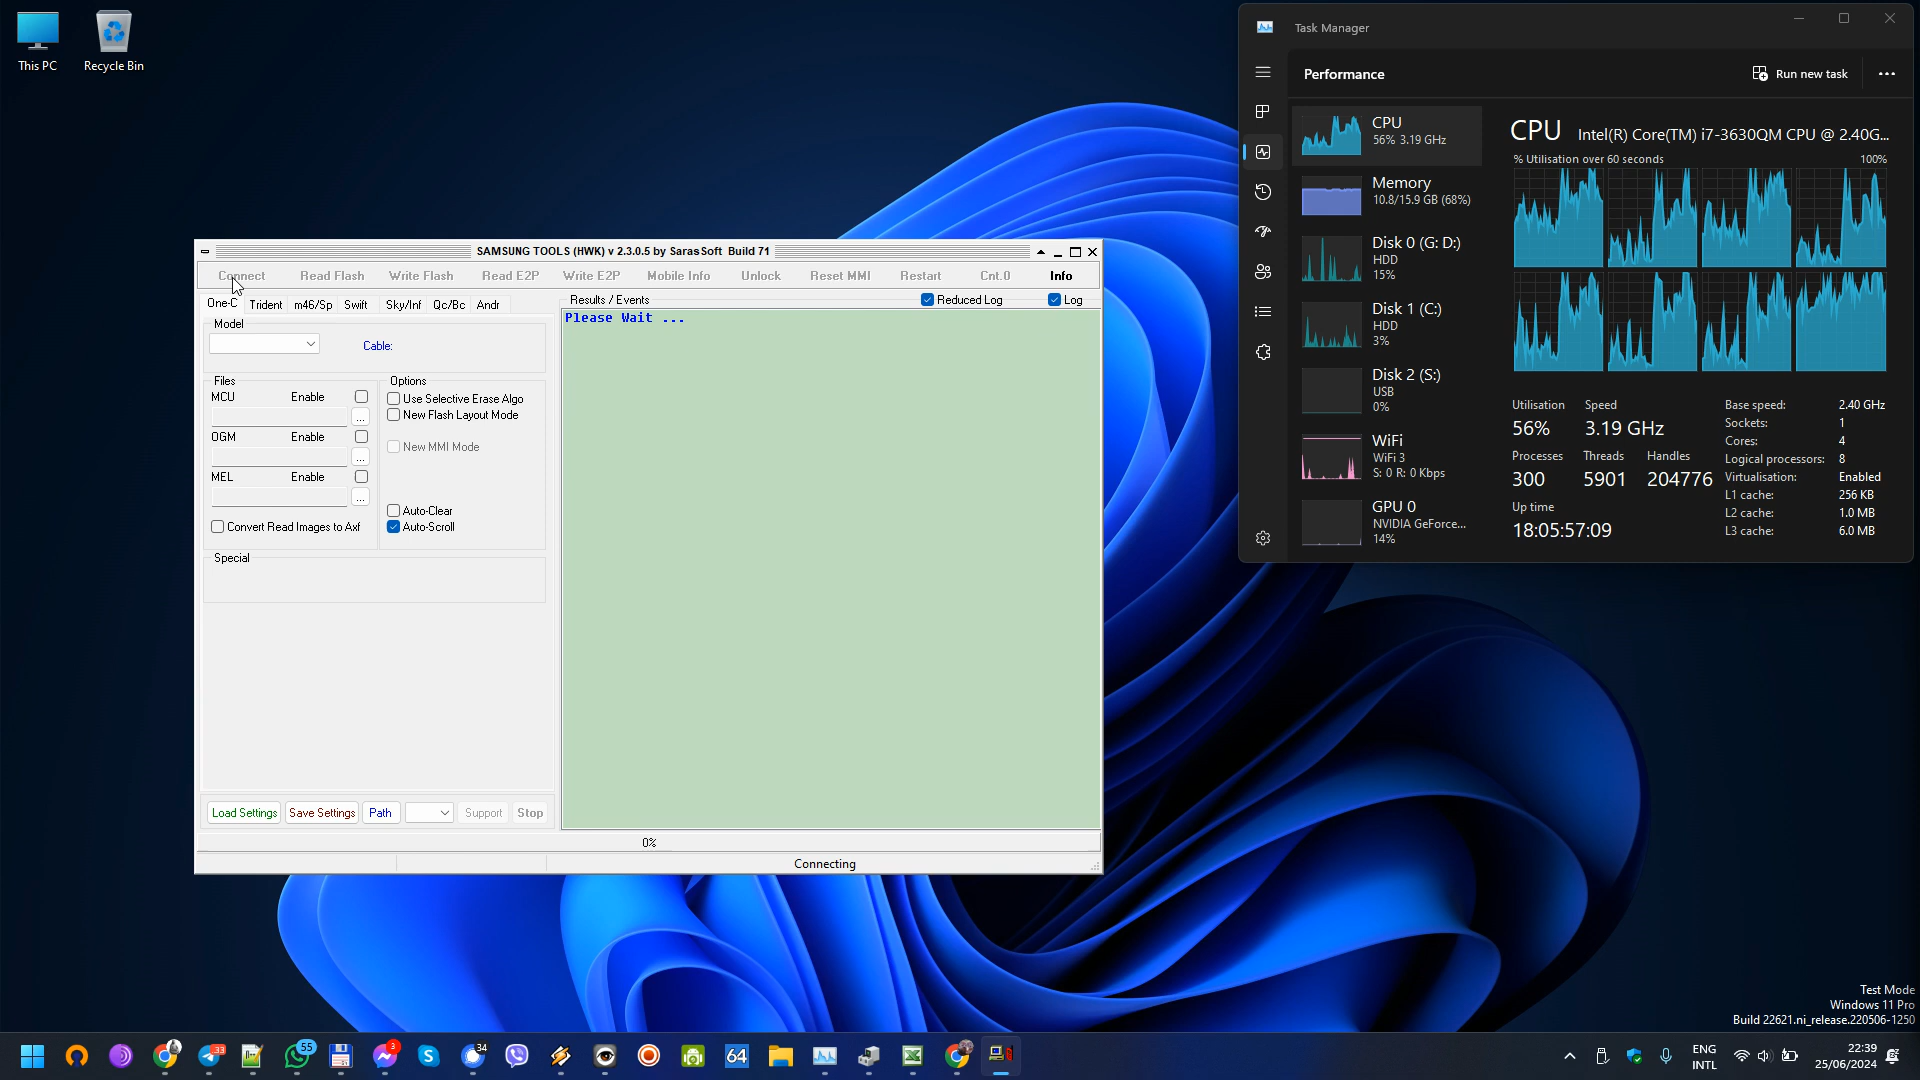 This PC
Recycle Bin
Task Manager
Performance
Run new task
CPU
56% 3.19 GHz
Memory
10.8/15.9 GB (68%)
Disk 0 (G: D:)
HDD
15%
Disk 1 (C:)
HDD
3%
Disk 2 (S:)
USB
0%
WiFi
WiFi 3
S: 0 R: 0 Kbps
GPU 0
NVIDIA GeForce...
14%
CPU Intel(R) Core(TM) i7-3630QM CPU @ 2.40G...
% Utilisation over 60 seconds 100%
Utilisation Speed
56% 3.19 GHz
Processes Threads Handles
300 5901 204776
Up time
18:05:57:09
Base speed: 2.40 GHz
Sockets: 1
Cores: 4
Logical processors: 8
Virtualisation: Enabled
L1 cache: 256 KB
L2 cache: 1.0 MB
L3 cache: 6.0 MB
SAMSUNG TOOLS (HWK) v 2.3.0.5 by SarasSoft Build 71
Connect Read Flash Write Flash Read E2P Write E2P Mobile Info Unlock Reset MMI Restart Cnt.0 Info
One-C Trident m46/Sp Swift Sky/Inf Qc/Bc Andr
Results / Events Reduced Log Log
Please Wait ...
Model
Cable:
Files
MCU Enable
...
OGM Enable
...
MEL Enable
...
Convert Read Images to Axf
Options
Use Selective Erase Algo
New Flash Layout Mode
New MMI Mode
Auto-Clear
Auto-Scroll
Special
Load Settings Save Settings Path Support Stop
0%
Connecting
Test Mode
Windows 11 Pro
Build 22621.ni_release.220506-1250
33
55
3
34
64
ENG
INTL
22:39
25/06/2024